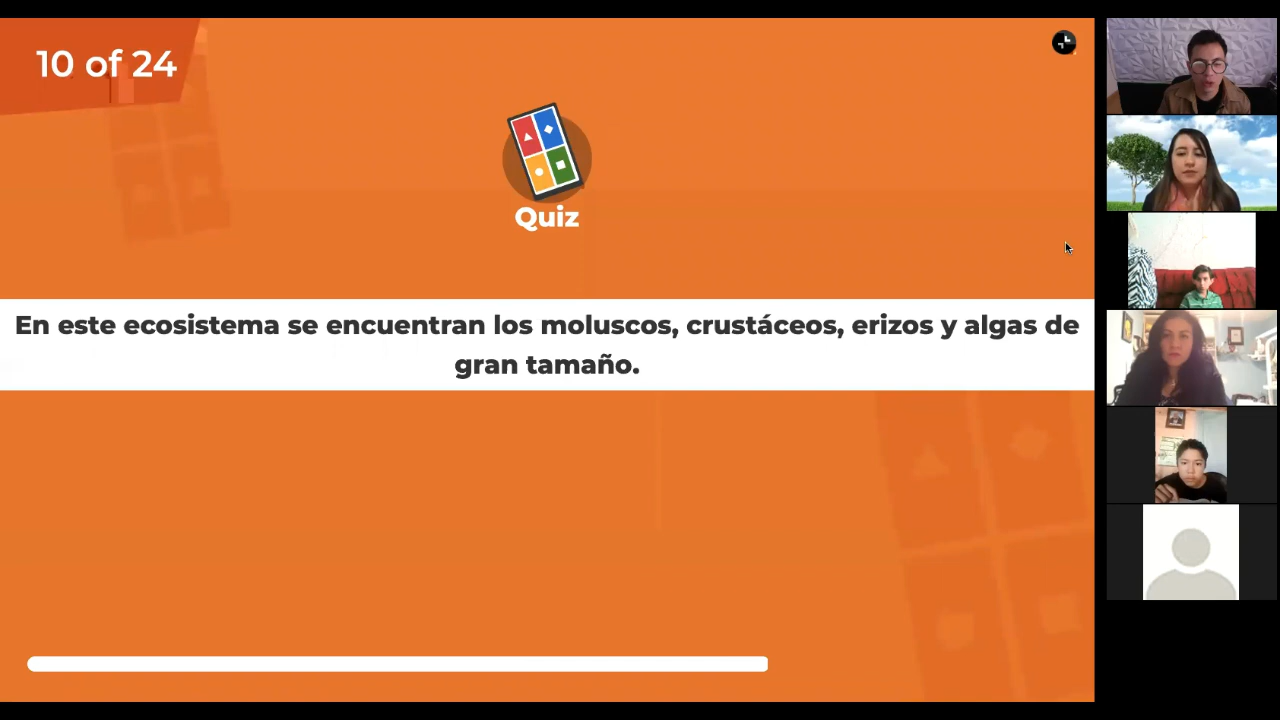 10 of 24
Quiz
En este ecosistema se encuentran los moluscos, crustáceos, erizos y algas de
gran tamaño.